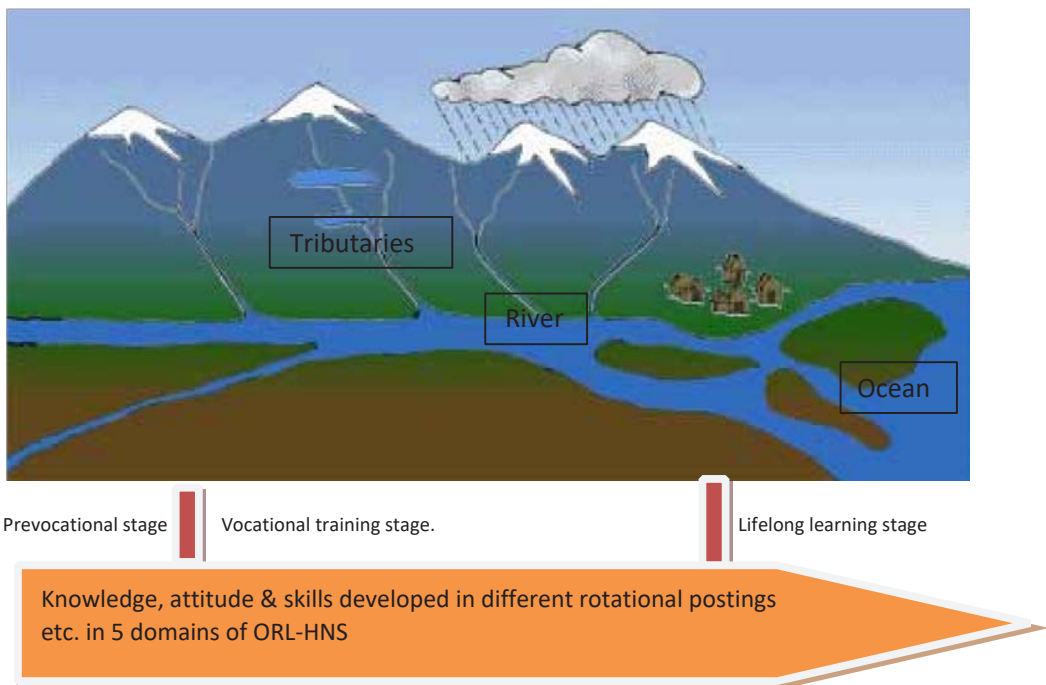 Tributaries
River
Ocean
Prevocational stage
Vocational training stage.
Lifelong learning stage
Knowledge, attitude & skills developed in different rotational postings
etc. in 5 domains of ORL-HNS